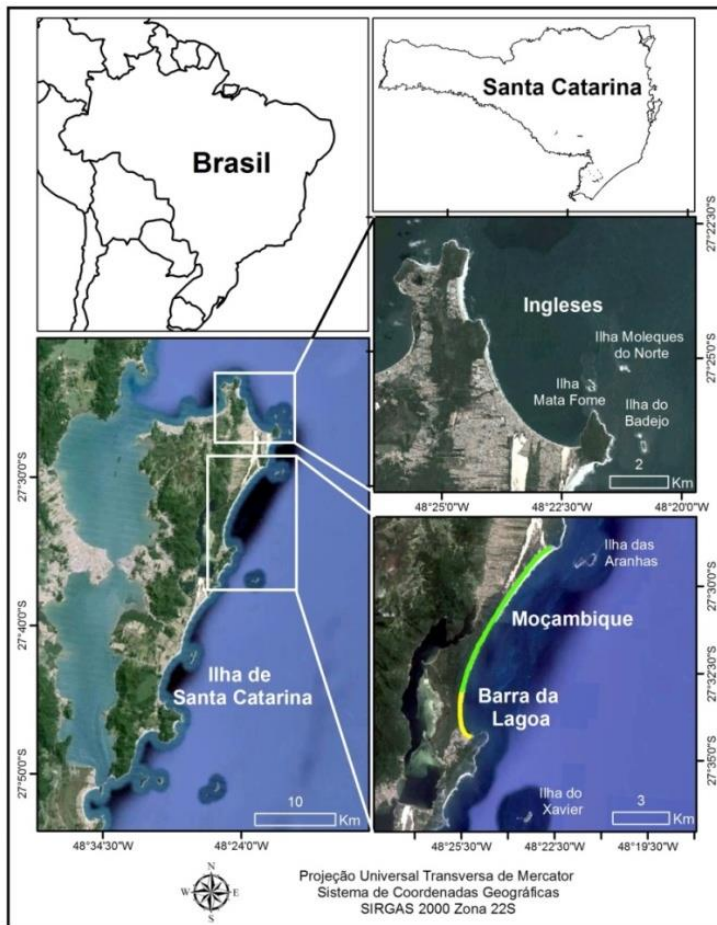 Brasil
Santa Catarina
27°22'30"S
Ingleses
Ilha Moleques
do Norte
27°25'0"S
Ilha
Mata Fome
Ilha do
Badejo
2
Km
48°25'0"W
48°22'30"W
48°20'0"W
27°30'0"S
27°40'0"S
27°50'0"S
Ilha de
Santa Catarina
10
Km
48°34'30"W
48°24'0"W
Ilha das
Aranhas
27°30'0"S
Moçambique
27°32'30"S
Barra da
Lagoa
27°35'0"S
Ilha do
Xavier
3
Km
48°25'30"W
48°22'30"W
48°19'30"W
N
W
E
S
Projeção Universal Transversa de Mercator
Sistema de Coordenadas Geográficas
SIRGAS 2000 Zona 22S